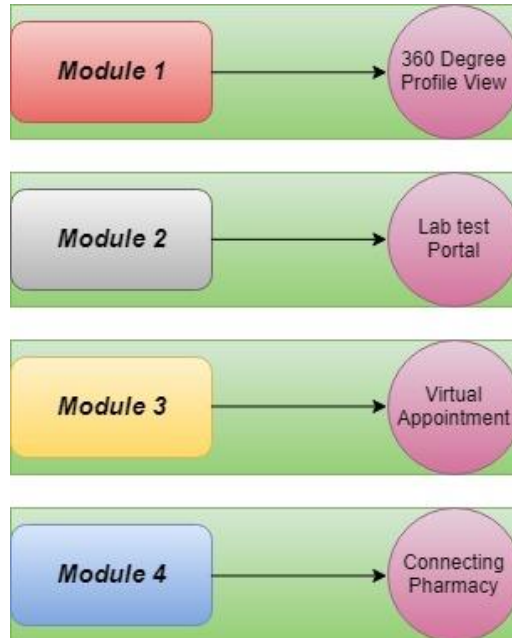 Module 1
360 Degree
Profile View
Module 2
Lab test
Portal
Module 3
Virtual
Appointment
Module 4
Connecting
Pharmacy